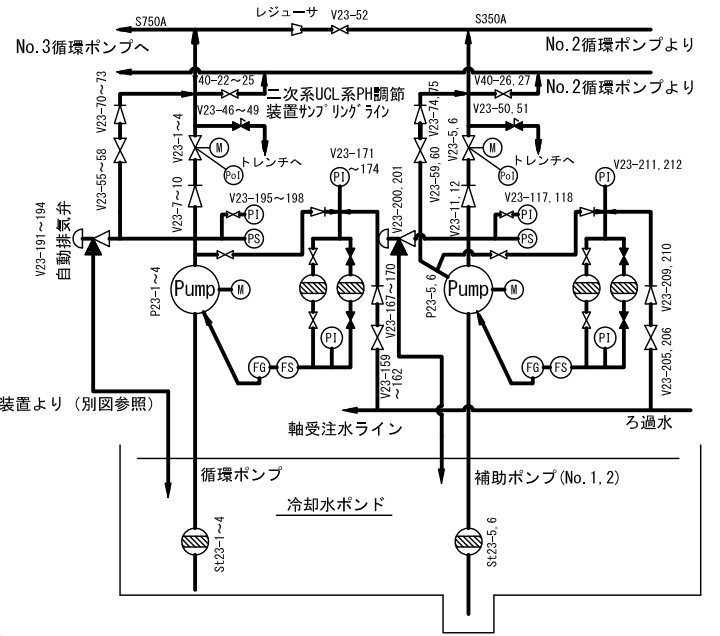 レジューサ
V23-52
S750A
S350A
No.3循環ポンプへ
No.2循環ポンプより
No.2循環ポンプより
V40-22～25
V40-26,27
二次系UCL系PH調節
装置サンプリングライン
V23-70～73
V23-74,75
V23-46～49
V23-50,51
V23-1～4
V23-5,6
M
M
トレンチへ
トレンチへ
PoI
PoI
V23-55～58
V23-59,60
V23-171
～174
V23-211,212
V23-7～10
V23-11,12
PI
PI
V23-195～198
V23-117,118
PI
PI
PS
PS
V23-191～194
自動排気弁
V23-200,201
P23-1～4
Pump
M
P23-5,6
Pump
M
V23-167～170
V23-209,210
V23-159
～162
V23-205,206
PI
PI
FG
FS
FG
FS
装置より（別図参照）
軸受注水ライン
ろ過水
循環ポンプ
補助ポンプ(No.1,2)
冷却水ポンド
St23-1～4
St23-5,6